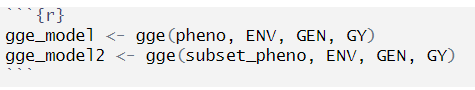 ```{r}
gge_model <- gge(pheno, ENV, GEN, GY)
gge_model2 <- gge(subset_pheno, ENV, GEN, GY)
```